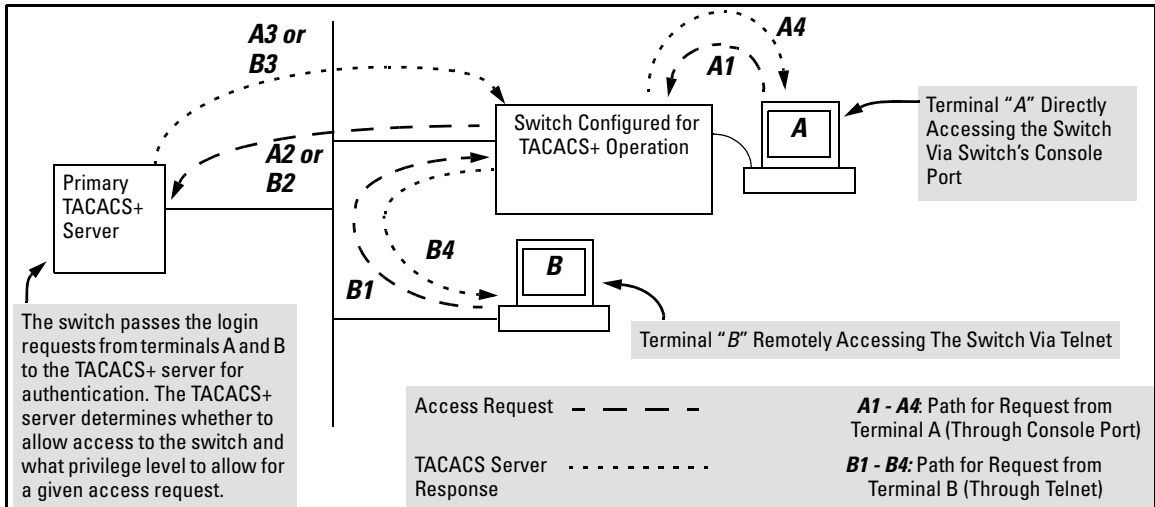 A3 or
B3
A4
A1
Switch Configured for
TACACS+ Operation
A
Terminal “A” Directly
Accessing the Switch
Via Switch's Console
Port
A2 or
B2
Primary
TACACS+
Server
B4
B
B1
The switch passes the login
requests from terminals A and B
to the TACACS+ server for
authentication. The TACACS+
server determines whether to
allow access to the switch and
what privilege level to allow for
a given access request.
Terminal “B” Remotely Accessing The Switch Via Telnet
Access Request
A1 - A4: Path for Request from
Terminal A (Through Console Port)
TACACS Server
Response
B1 - B4: Path for Request from
Terminal B (Through Telnet)